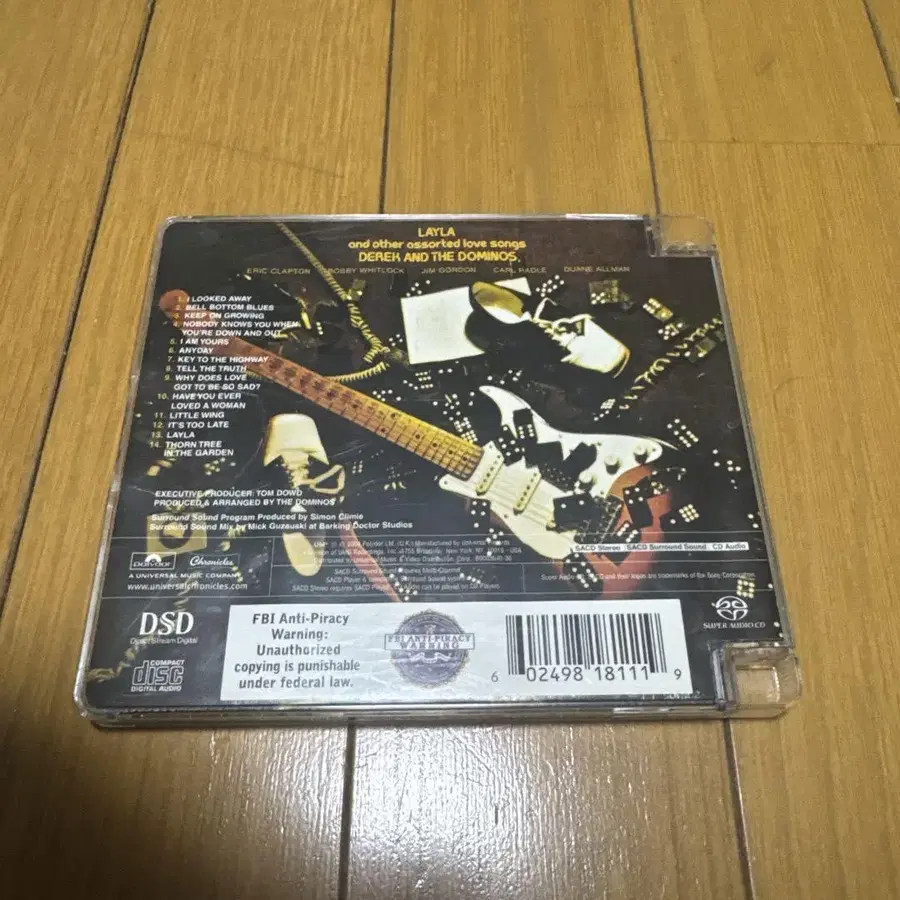 LAYLA
and other assorted love songs
DEREK AND THE DOMINOS
ERIC CLAPTON BOBBY WHITLOCK JIM GORDON CARL RADLE DUANE ALLMAN
1. I LOOKED AWAY
2. BELL BOTTOM BLUES
3. KEEP ON GROWING
4. NOBODY KNOWS YOU WHEN
YOU'RE DOWN AND OUT
5. I AM YOURS
6. ANYDAY
7. KEY TO THE HIGHWAY
8. TELL THE TRUTH
9. WHY DOES LOVE
GOT TO BE SO SAD?
10. HAVE YOU EVER
LOVED A WOMAN
11. LITTLE WING
12. IT'S TOO LATE
13. LAYLA
14. THORN TREE
IN THE GARDEN
EXECUTIVE PRODUCER: TOM DOWD
PRODUCED & ARRANGED BY THE DOMINOS
Surround Sound Program Produced by Simon Climie
Surround Sound Mix by Mick Guzauski at Barking Doctor Studios
SACD Stereo SACD Surround Sound CD Audio
Polydor
Chronicles
A UNIVERSAL MUSIC COMPANY
www.universalchronicles.com
SUPER AUDIO CD
DSD
Direct Stream Digital
COMPACT
disc
DIGITAL AUDIO
FBI Anti-Piracy
Warning:
Unauthorized
copying is punishable
under federal law.
FBI ANTI-PIRACY
WARNING
6 02498 18111 9